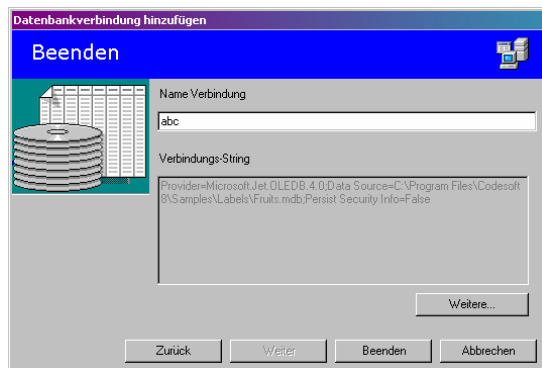 Datenbankverbindung hinzufügen
Beenden
Name Verbindung
abc
Verbindungs-String
Provider=Microsoft.Jet.OLEDB.4.0;Data Source=C:\Program Files\Codesoft
8\Samples\Labels\Fruits.mdb;Persist Security Info=False
Weitere...
Zurück
Weiter
Beenden
Abbrechen